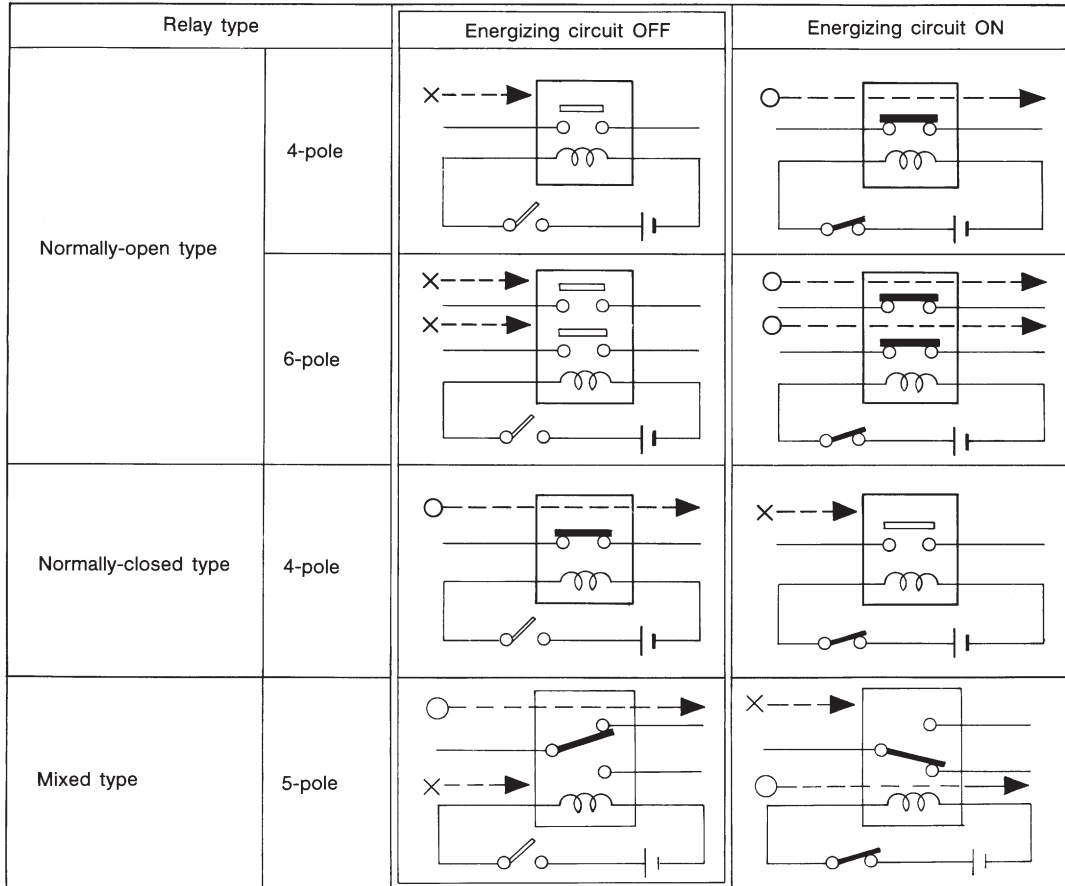 Relay type
Energizing circuit OFF
Energizing circuit ON
Normally-open type
4-pole
6-pole
Normally-closed type
4-pole
Mixed type
5-pole